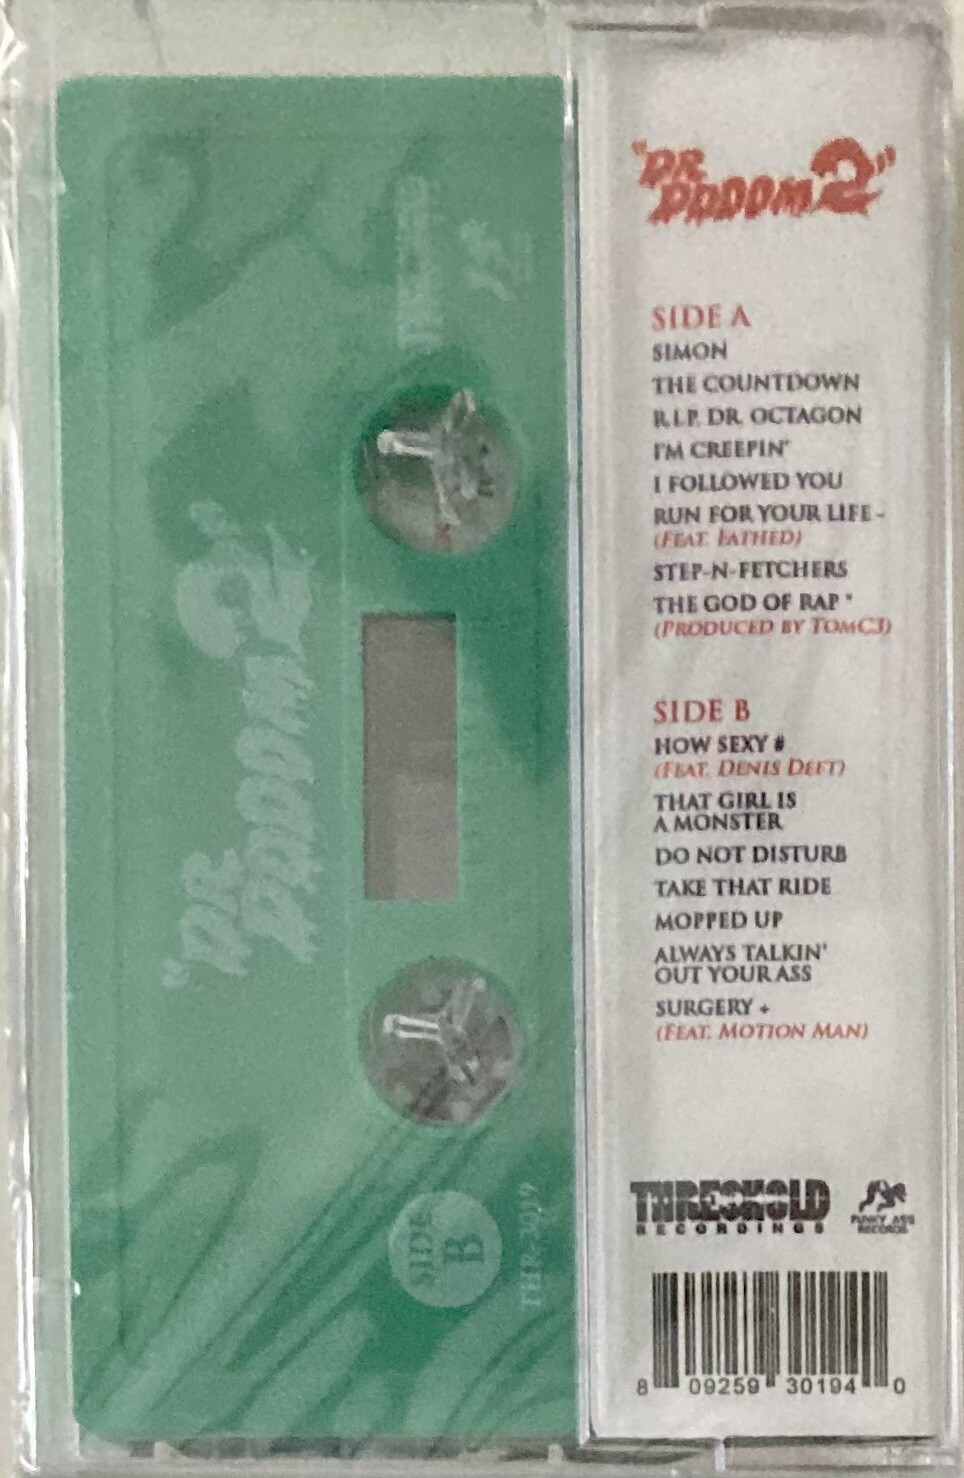 "DR.
DOOOM 2"
SIDE A
SIMON
THE COUNTDOWN
R.I.P. DR. OCTAGON
I'M CREEPIN'
I FOLLOWED YOU
RUN FOR YOUR LIFE -
(FEAT. FATHED)
STEP-N-FETCHERS
THE GOD OF RAP *
(PRODUCED BY TOMC3)
SIDE B
HOW SEXY #
(FEAT. DENIS DEFT)
THAT GIRL IS
A MONSTER
DO NOT DISTURB
TAKE THAT RIDE
MOPPED UP
ALWAYS TALKIN'
OUT YOUR ASS
SURGERY +
(FEAT. MOTION MAN)
THRESHOLD
RECORDINGS
FUNKY ASS
RECORDS
8 09259 30194 0
"DR.
DOOOM 2"
SIDE
B
THR-3019